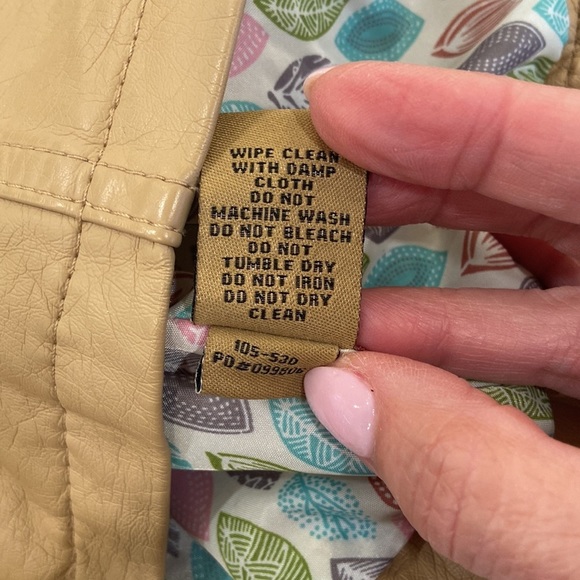 WIPE CLEAN
WITH DAMP
CLOTH
DO NOT
MACHINE WASH
DO NOT BLEACH
DO NOT
TUMBLE DRY
DO NOT IRON
DO NOT DRY
CLEAN
105-530